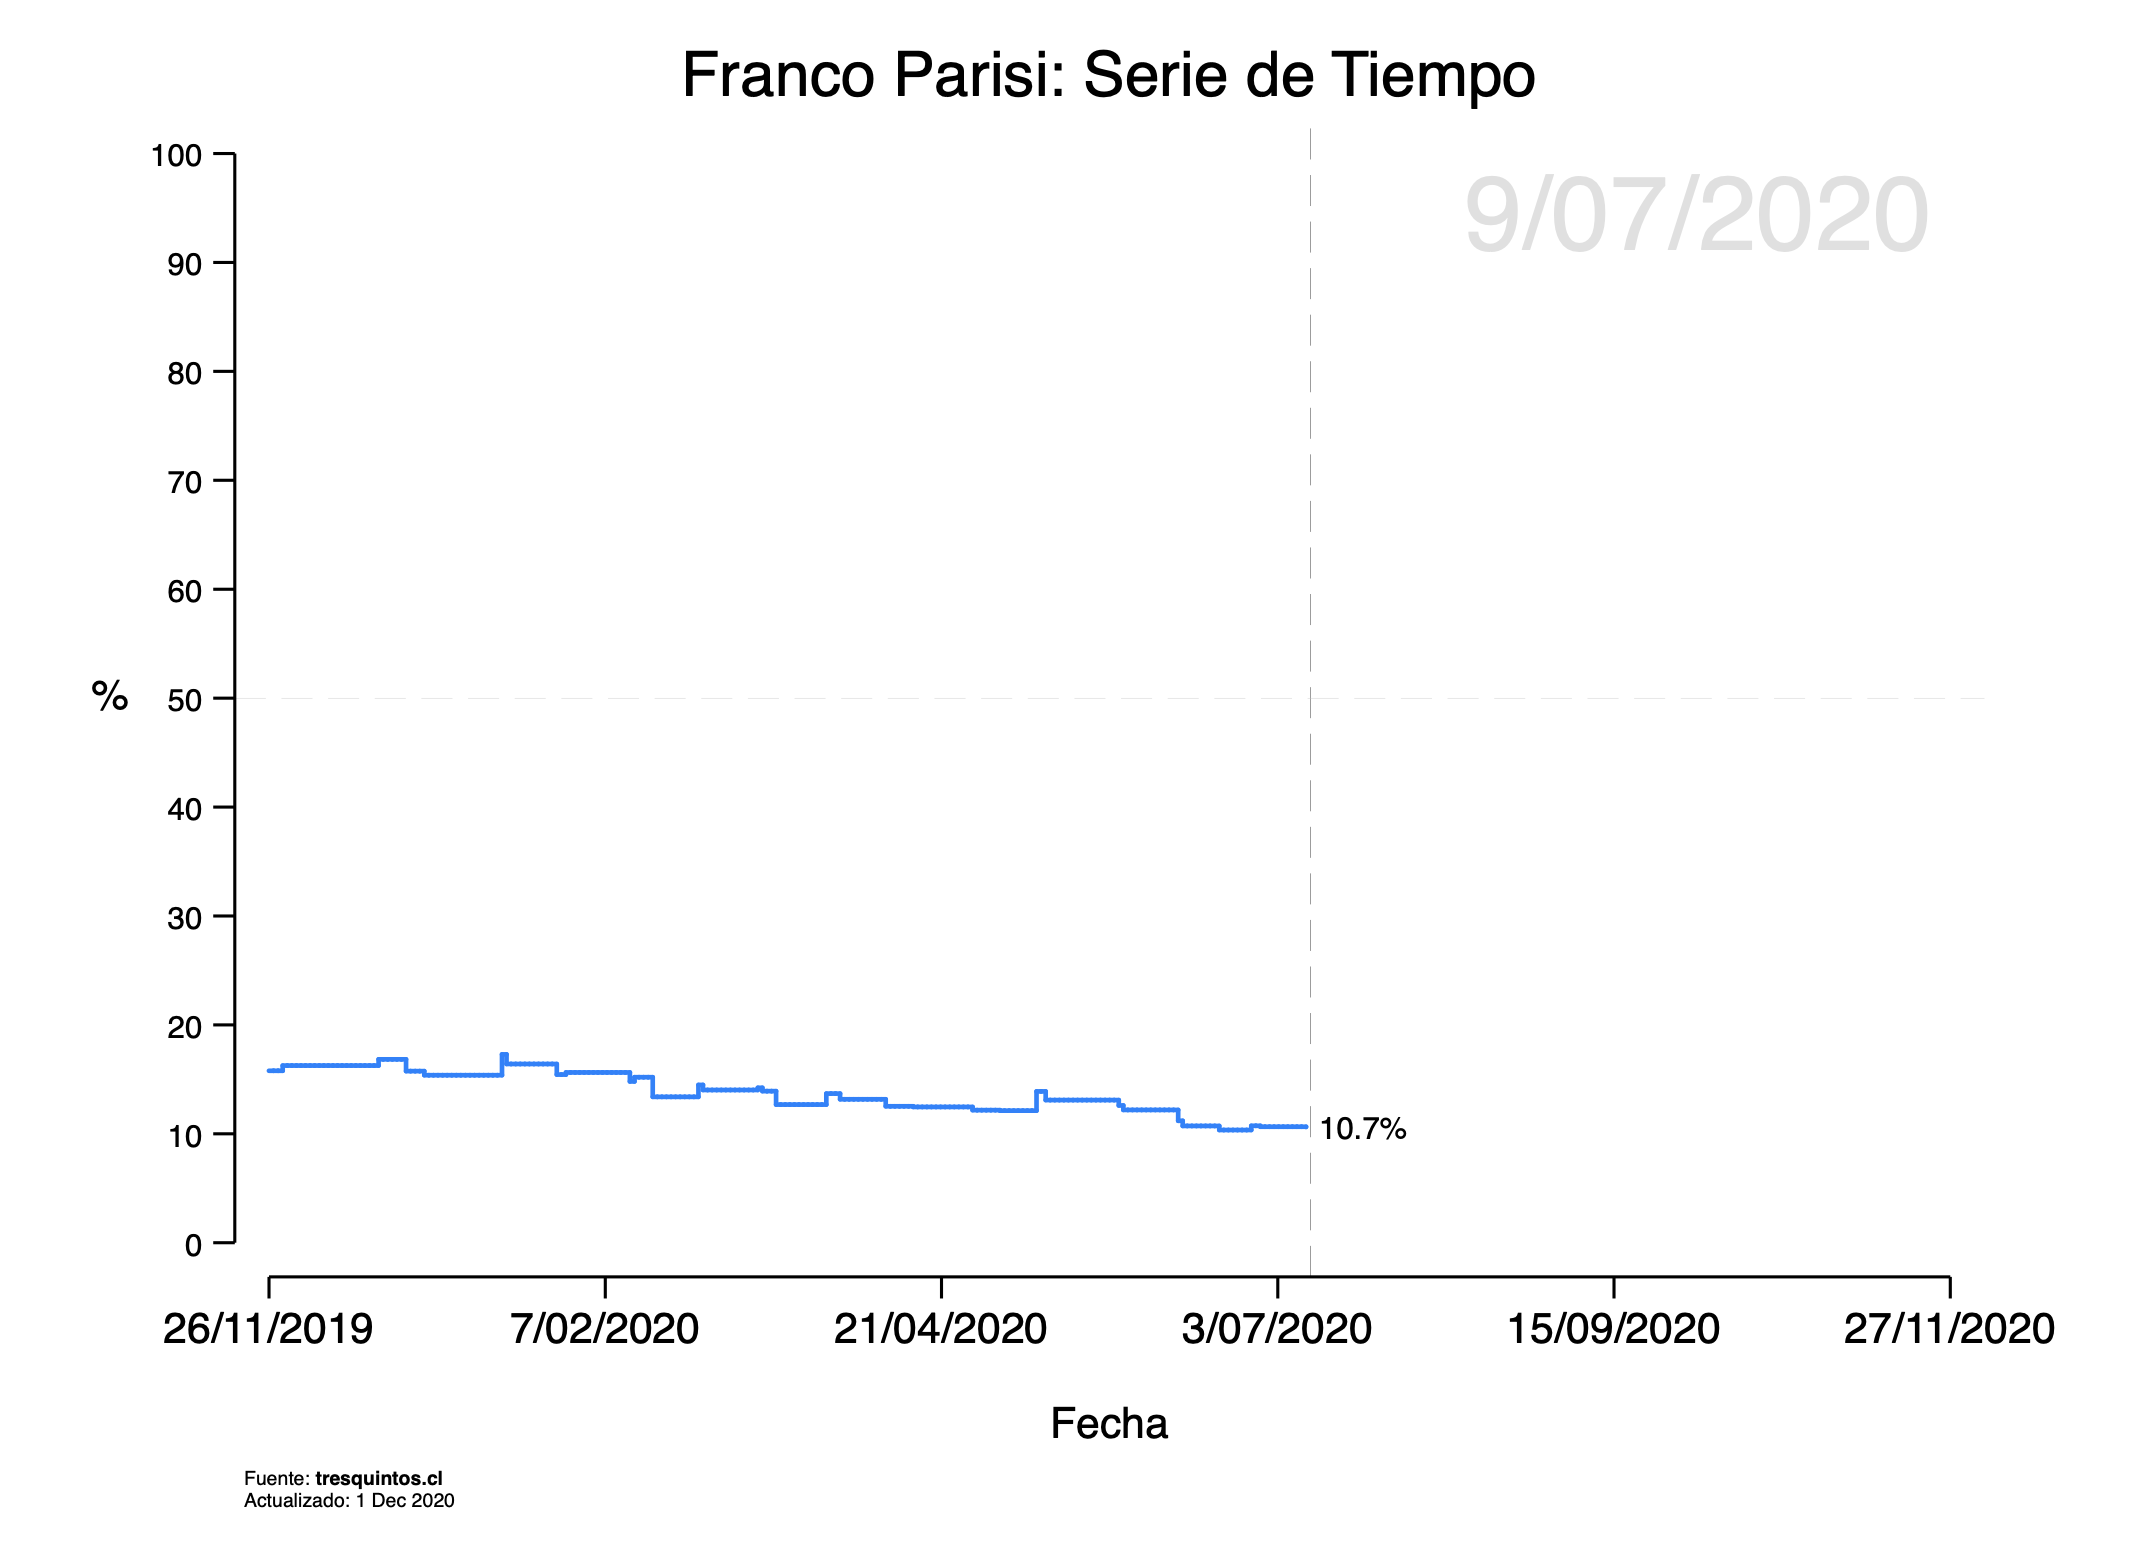 Franco Parisi: Serie de Tiempo
9/07/2020
100
90
80
70
60
50
40
30
20
10
0
%
10.7%
26/11/2019 7/02/2020 21/04/2020 3/07/2020 15/09/2020 27/11/2020
Fecha
Fuente: tresquintos.cl
Actualizado: 1 Dec 2020